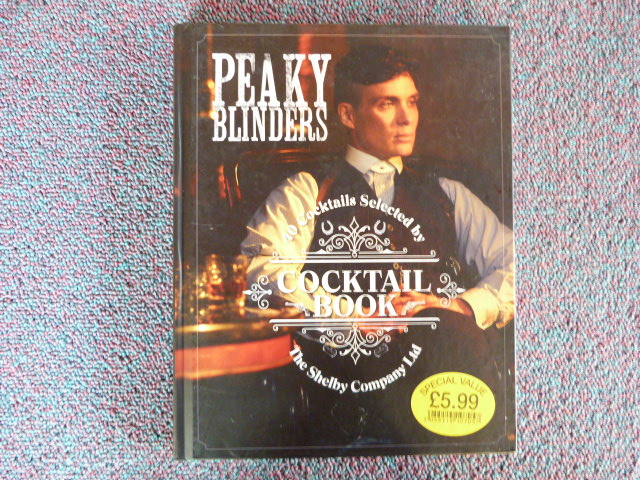 PEAKY
BLINDERS
40 Cocktails Selected by
COCKTAIL
BOOK
The Shelby Company Ltd
SPECIAL VALUE
£5.99